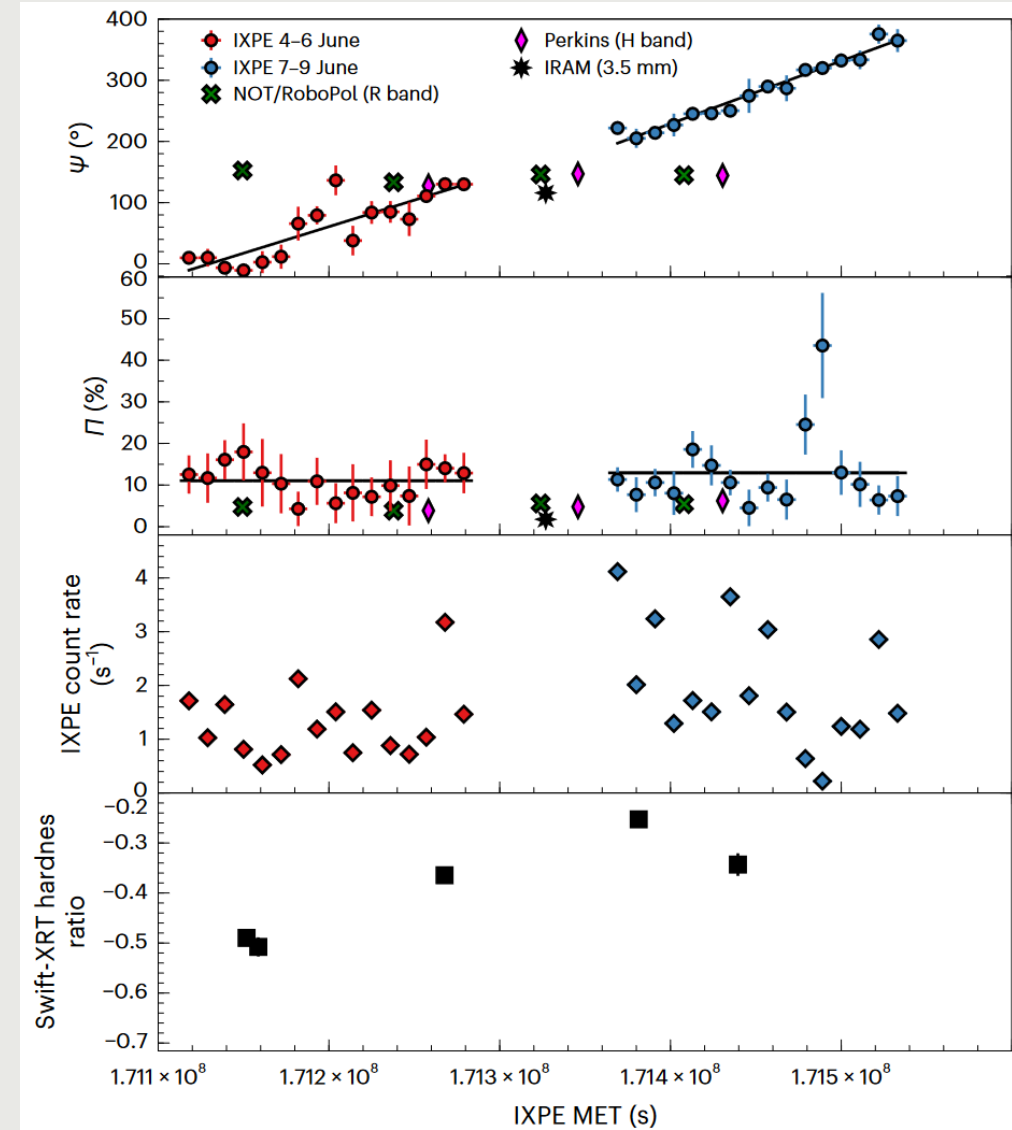 400
300
200
100
0
Ψ (°)
IXPE 4–6 June
IXPE 7–9 June
NOT/RoboPol (R band)
Perkins (H band)
IRAM (3.5 mm)
60
50
40
30
20
10
0
Π (%)
4
3
2
1
0
IXPE count rate
(s⁻¹)
−0.2
−0.3
−0.4
−0.5
−0.6
−0.7
Swift-XRT hardnes
ratio
1.711 × 10⁸ 1.712 × 10⁸ 1.713 × 10⁸ 1.714 × 10⁸ 1.715 × 10⁸
IXPE MET (s)